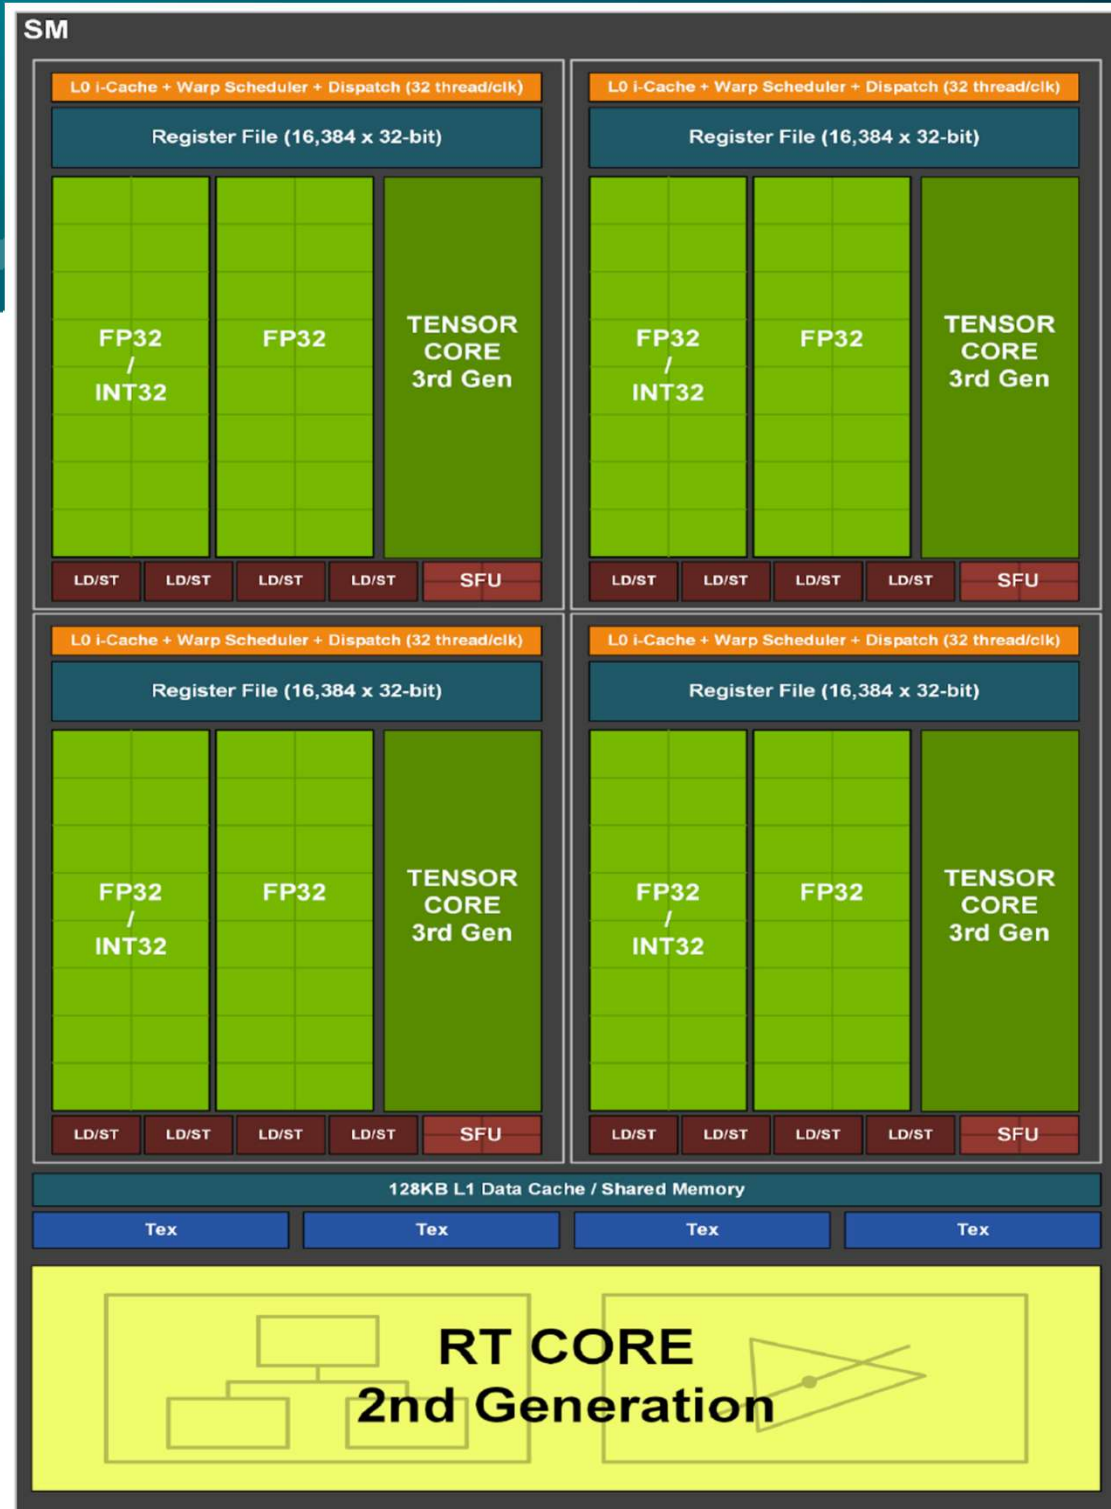 SM
L0 i-Cache + Warp Scheduler + Dispatch (32 thread/clk)
Register File (16,384 x 32-bit)
FP32
/
INT32
FP32
TENSOR
CORE
3rd Gen
LD/ST
LD/ST
LD/ST
LD/ST
SFU
L0 i-Cache + Warp Scheduler + Dispatch (32 thread/clk)
Register File (16,384 x 32-bit)
FP32
/
INT32
FP32
TENSOR
CORE
3rd Gen
LD/ST
LD/ST
LD/ST
LD/ST
SFU
L0 i-Cache + Warp Scheduler + Dispatch (32 thread/clk)
Register File (16,384 x 32-bit)
FP32
/
INT32
FP32
TENSOR
CORE
3rd Gen
LD/ST
LD/ST
LD/ST
LD/ST
SFU
L0 i-Cache + Warp Scheduler + Dispatch (32 thread/clk)
Register File (16,384 x 32-bit)
FP32
/
INT32
FP32
TENSOR
CORE
3rd Gen
LD/ST
LD/ST
LD/ST
LD/ST
SFU
128KB L1 Data Cache / Shared Memory
Tex
Tex
Tex
Tex
RT CORE
2nd Generation